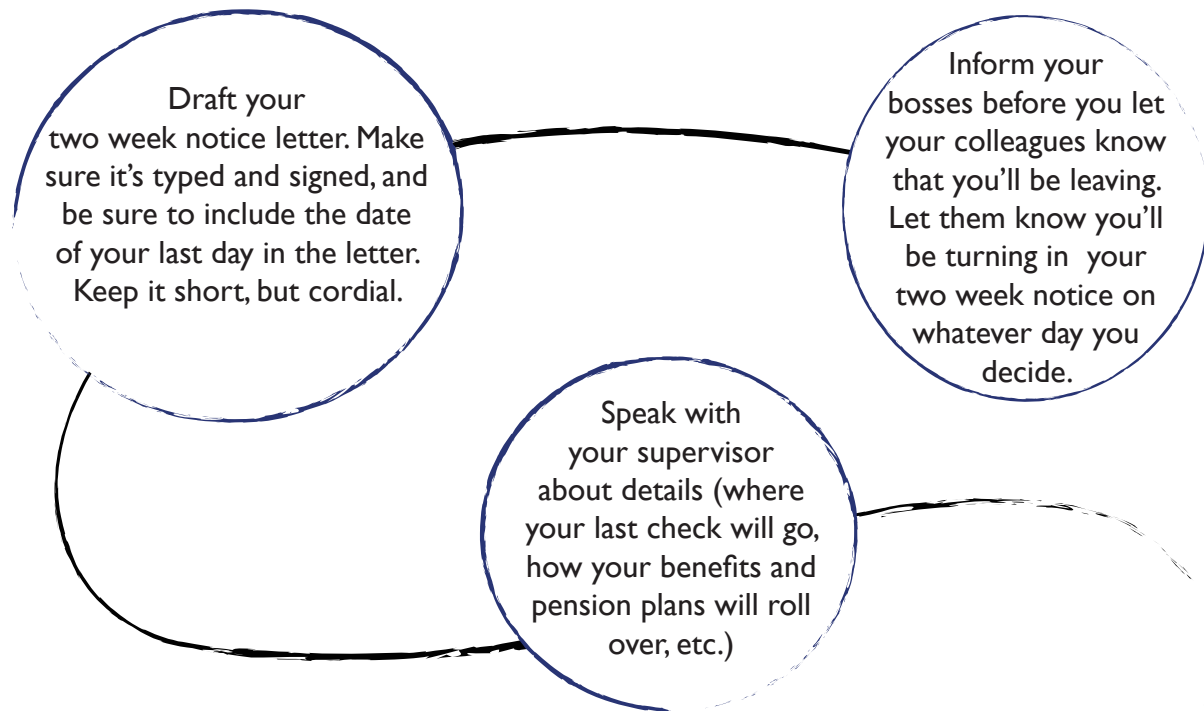 Draft your
two week notice letter. Make
sure it’s typed and signed, and
be sure to include the date
of your last day in the letter.
Keep it short, but cordial.
Inform your
bosses before you let
your colleagues know
that you’ll be leaving.
Let them know you’ll
be turning in  your
two week notice on
whatever day you
decide.
Speak with
your supervisor
about details (where
your last check will go,
how your benefits and
pension plans will roll
over, etc.)